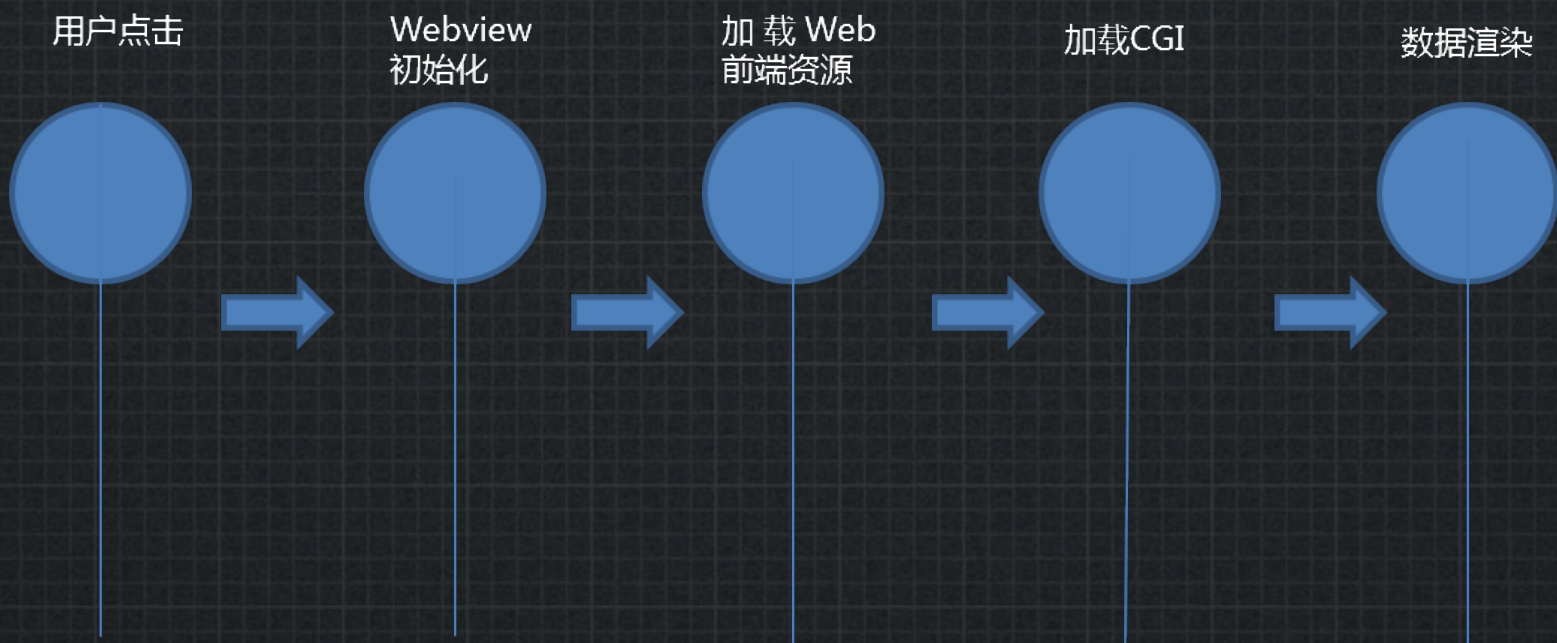 用户点击
Webview
初始化
加 载 Web
前端资源
加载CGI
数据渲染